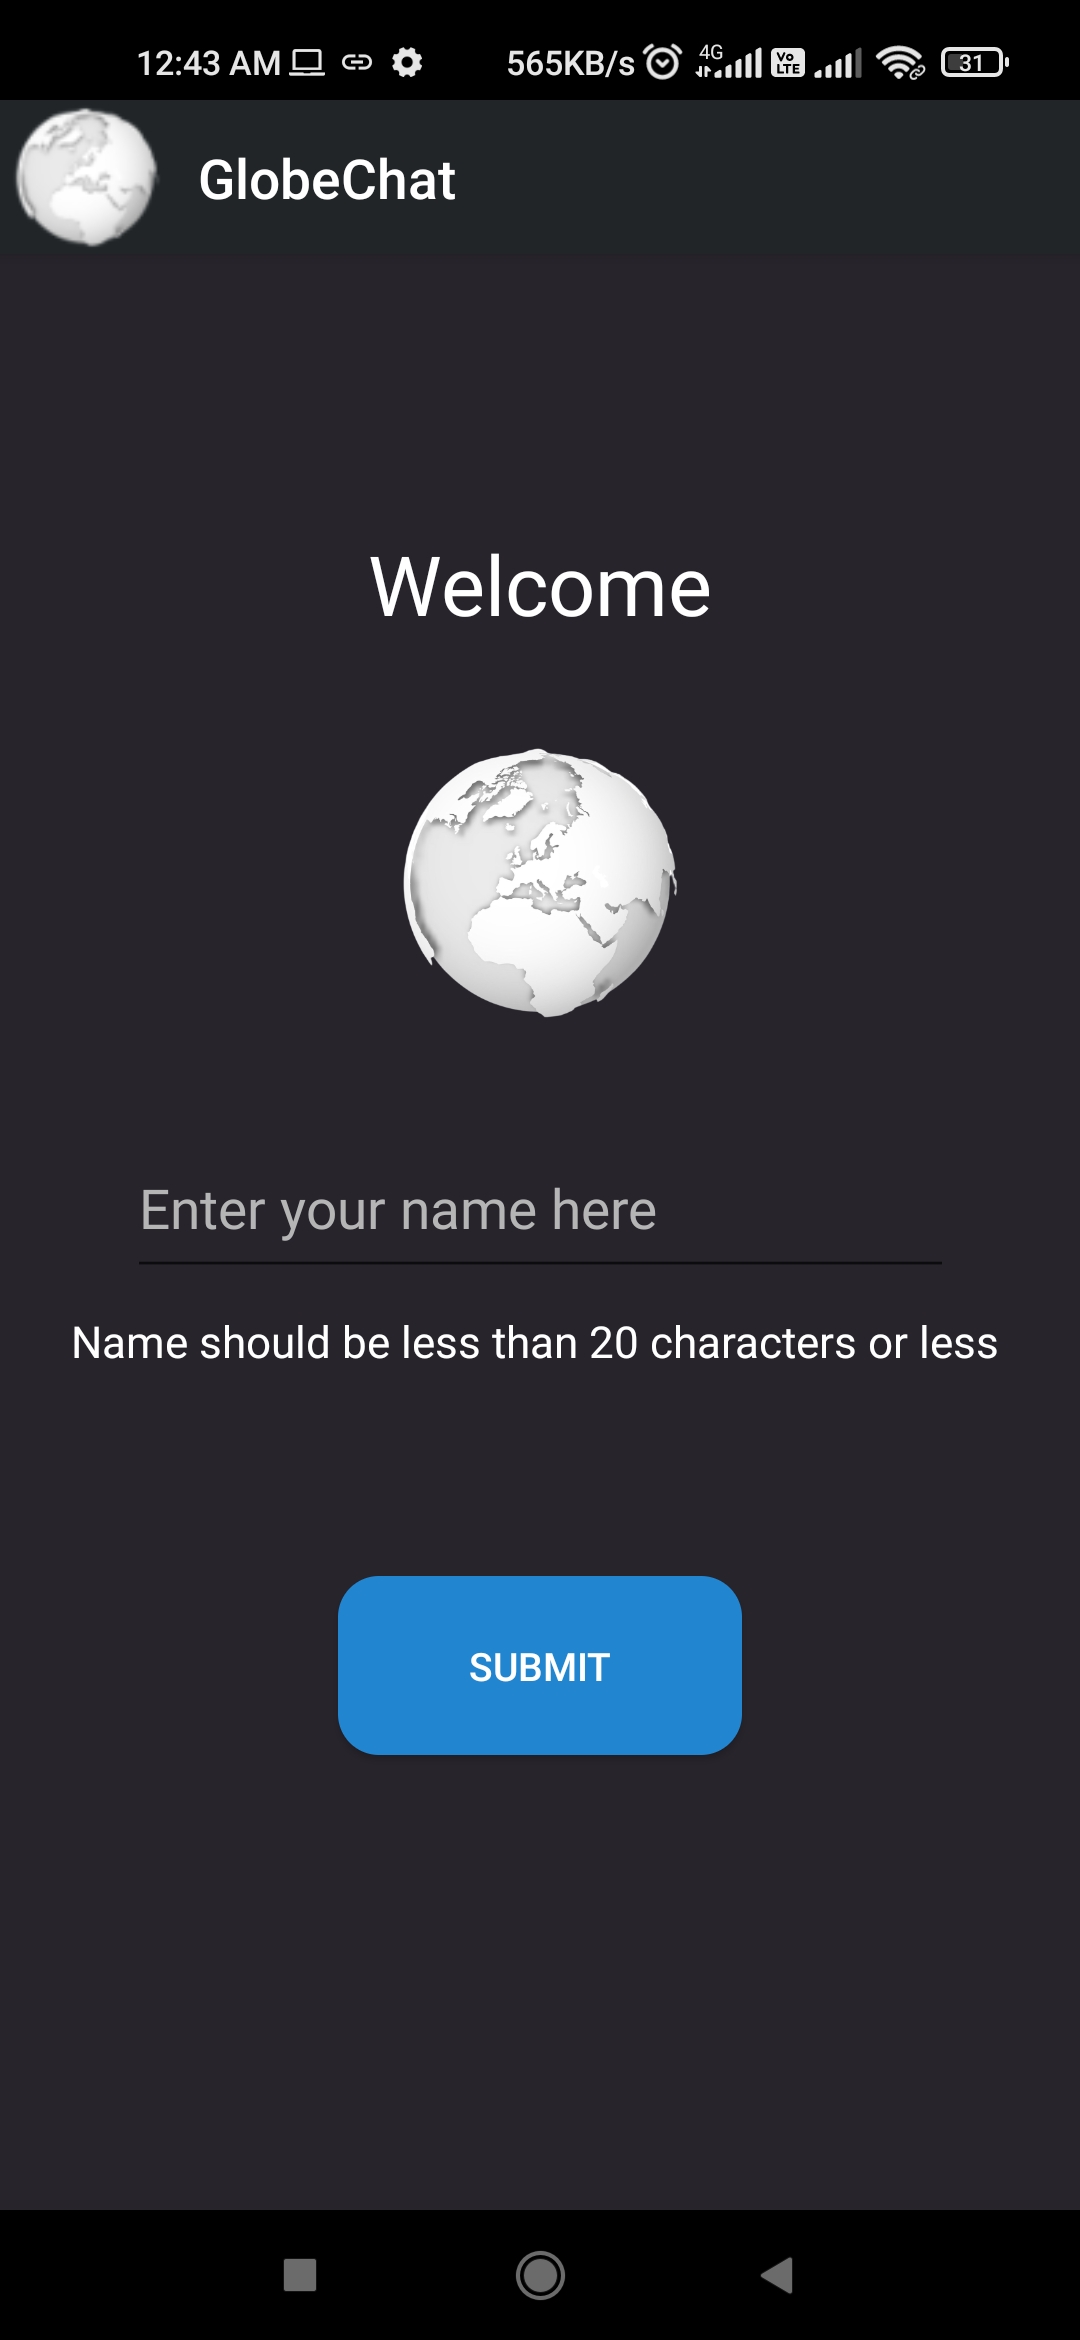 12:43 AM 565KB/s 4G Vo LTE 31
GlobeChat
Welcome
Enter your name here
Name should be less than 20 characters or less
SUBMIT